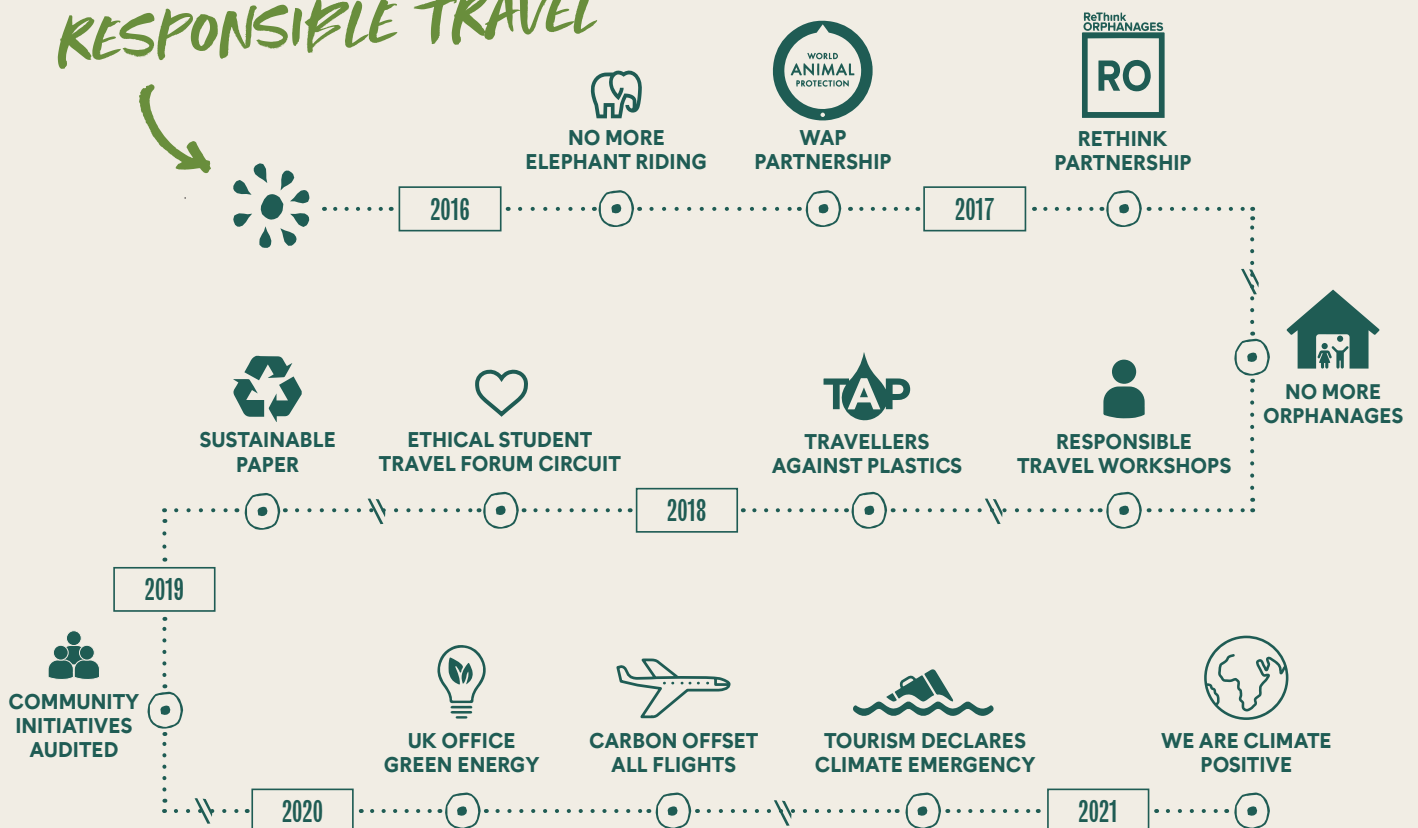 RESPONSIBLE TRAVEL
2016
NO MORE
ELEPHANT RIDING
WORLD
ANIMAL
PROTECTION
WAP
PARTNERSHIP
2017
ReThink
ORPHANAGES
RO
RETHINK
PARTNERSHIP
NO MORE
ORPHANAGES
RESPONSIBLE
TRAVEL WORKSHOPS
TAP
TRAVELLERS
AGAINST PLASTICS
2018
ETHICAL STUDENT
TRAVEL FORUM CIRCUIT
SUSTAINABLE
PAPER
2019
COMMUNITY
INITIATIVES
AUDITED
2020
UK OFFICE
GREEN ENERGY
CARBON OFFSET
ALL FLIGHTS
TOURISM DECLARES
CLIMATE EMERGENCY
2021
WE ARE CLIMATE
POSITIVE